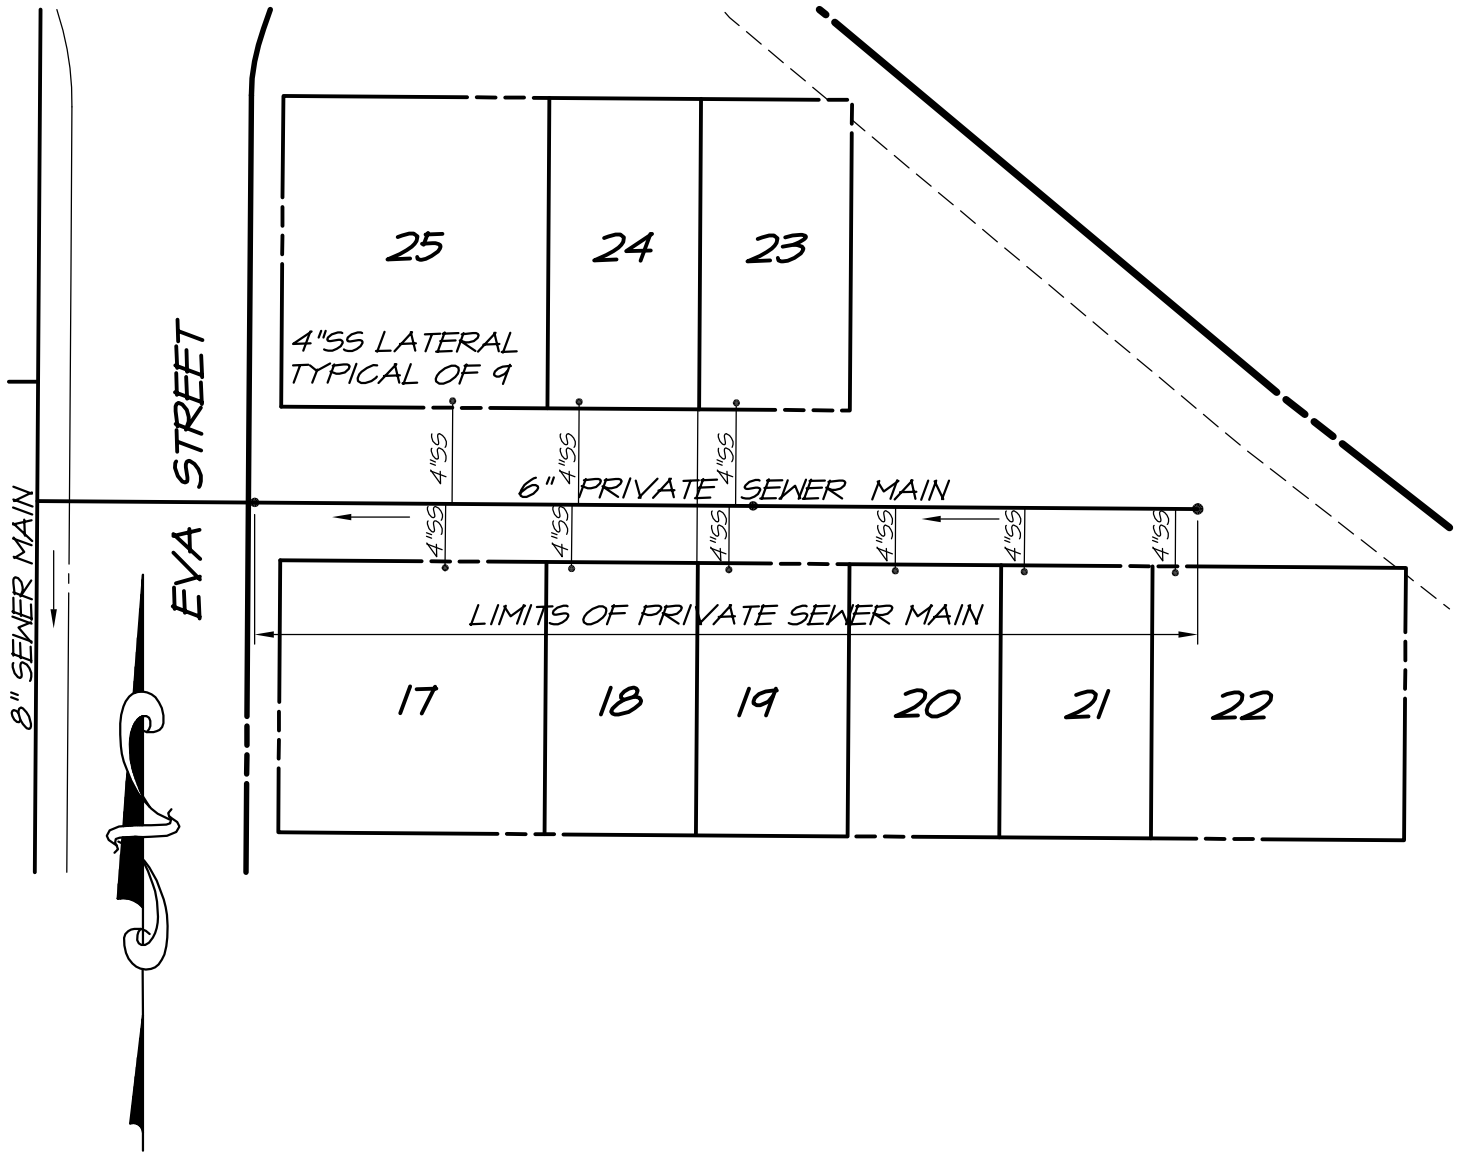 25
24
23
4"SS LATERAL
TYPICAL OF 9
EVA STREET
4"SS
4"SS
4"SS
6" PRIVATE SEWER MAIN
4"SS
4"SS
4"SS
4"SS
4"SS
4"SS
8" SEWER MAIN
LIMITS OF PRIVATE SEWER MAIN
17
18
19
20
21
22